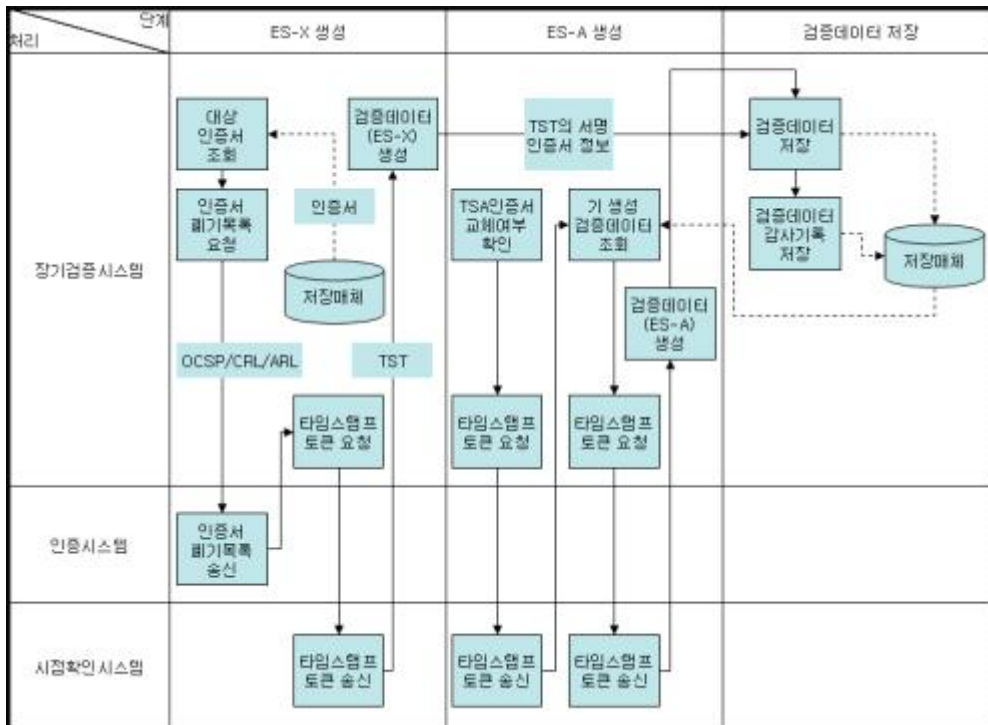 단계
처리
ES-X 생성
ES-A 생성
검증데이터 저장
장기검증시스템
대상
인증서
조회
인증서
폐기목록
요청
인증서
저장매체
검증데이터
(ES-X)
생성
OCSP/CRL/ARL
TST
타임스탬프
토큰 요청
TST의 서명
인증서 정보
TSA인증서
교체여부
확인
기 생성
검증데이터
조회
검증데이터
(ES-A)
생성
타임스탬프
토큰 요청
타임스탬프
토큰 요청
검증데이터
저장
검증데이터
감사기록
저장
저장매체
인증시스템
인증서
폐기목록
송신
시점확인시스템
타임스탬프
토큰 송신
타임스탬프
토큰 송신
타임스탬프
토큰 송신